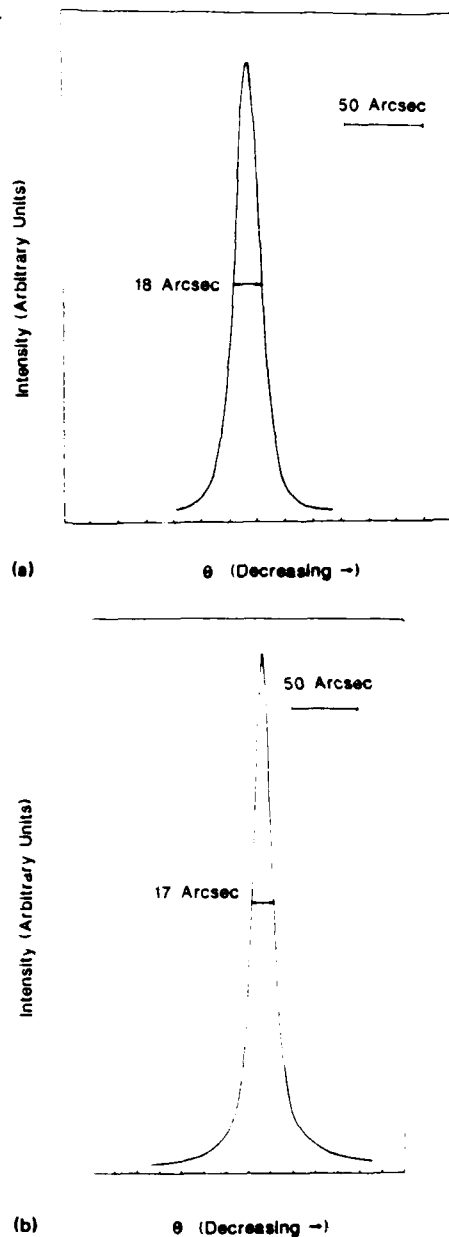 50 Arcsec
18 Arcsec
Intensity (Arbitrary Units)
(a) θ (Decreasing →)
50 Arcsec
17 Arcsec
Intensity (Arbitrary Units)
(b) θ (Decreasing →)